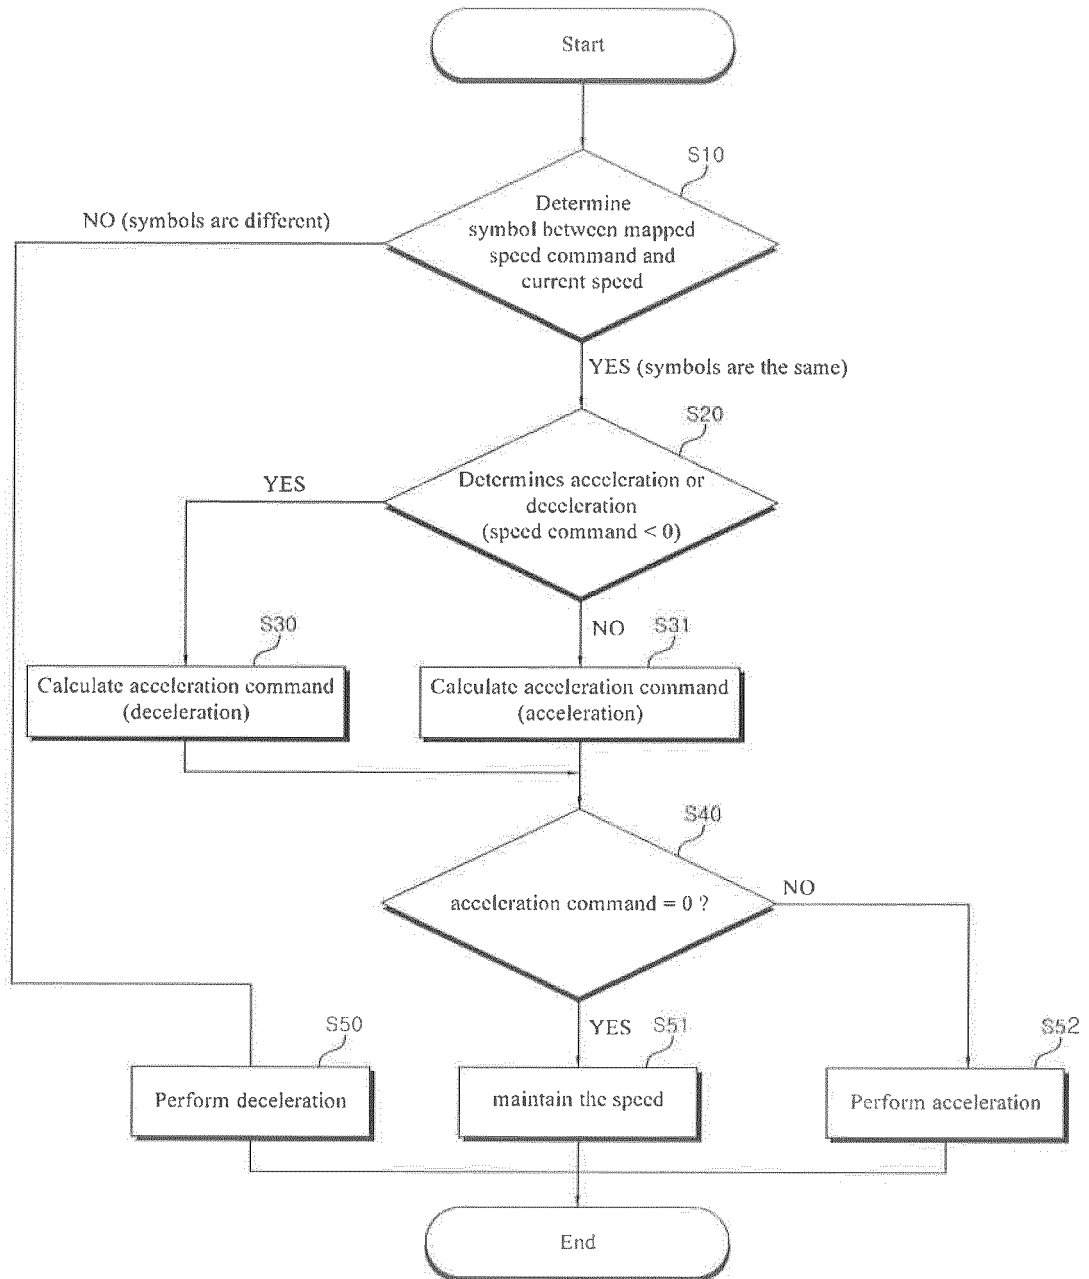 Start
S10
Determine
symbol between mapped
speed command and
current speed
NO (symbols are different)
YES (symbols are the same)
S20
Determines acceleration or
deceleration
(speed command < 0)
YES
NO
S30
Calculate acceleration command
(deceleration)
S31
Calculate acceleration command
(acceleration)
S40
acceleration command = 0 ?
NO
YES
S50
Perform deceleration
S51
maintain the speed
S52
Perform acceleration
End